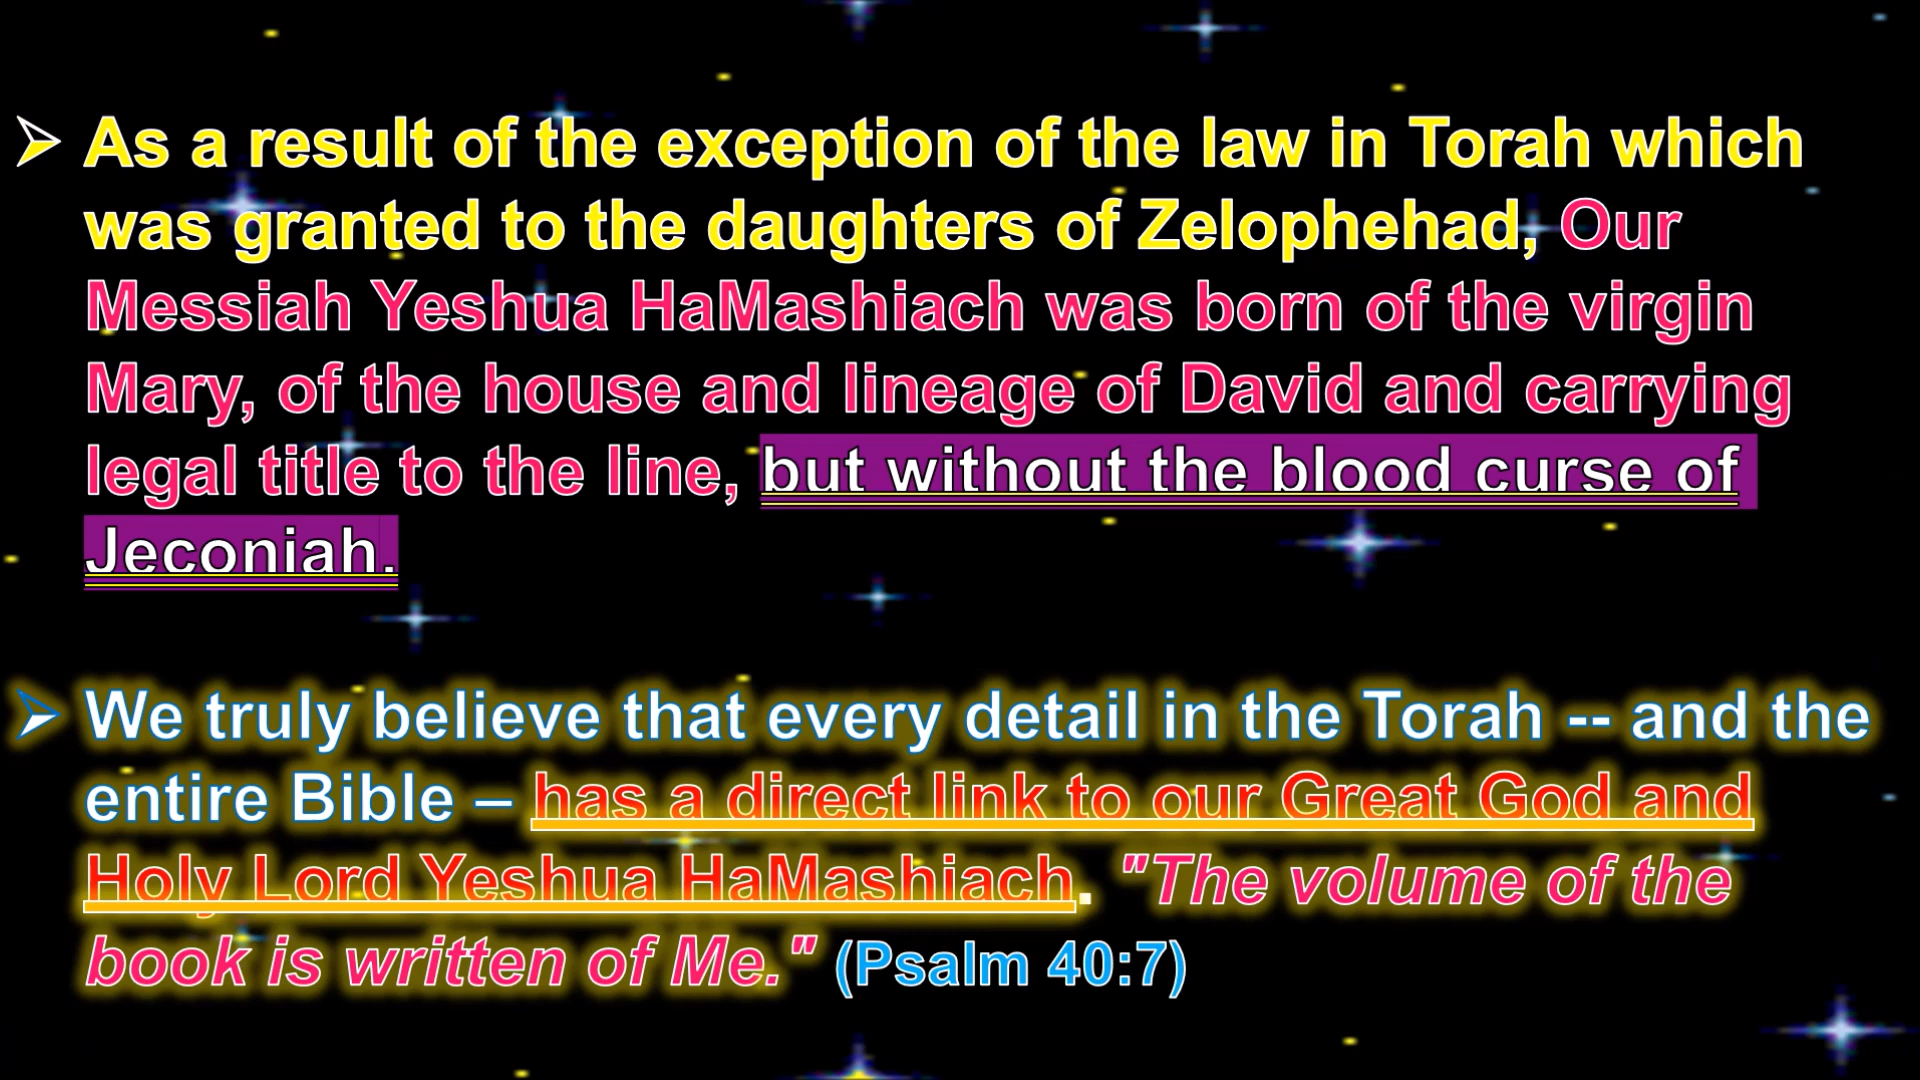 As a result of the exception of the law in Torah which
was granted to the daughters of Zelophehad, Our
Messiah Yeshua HaMashiach was born of the virgin
Mary, of the house and lineage of David and carrying
legal title to the line, but without the blood curse of
Jeconiah.
We truly believe that every detail in the Torah -- and the
entire Bible – has a direct link to our Great God and
Holy Lord Yeshua HaMashiach. "The volume of the
book is written of Me." (Psalm 40:7)